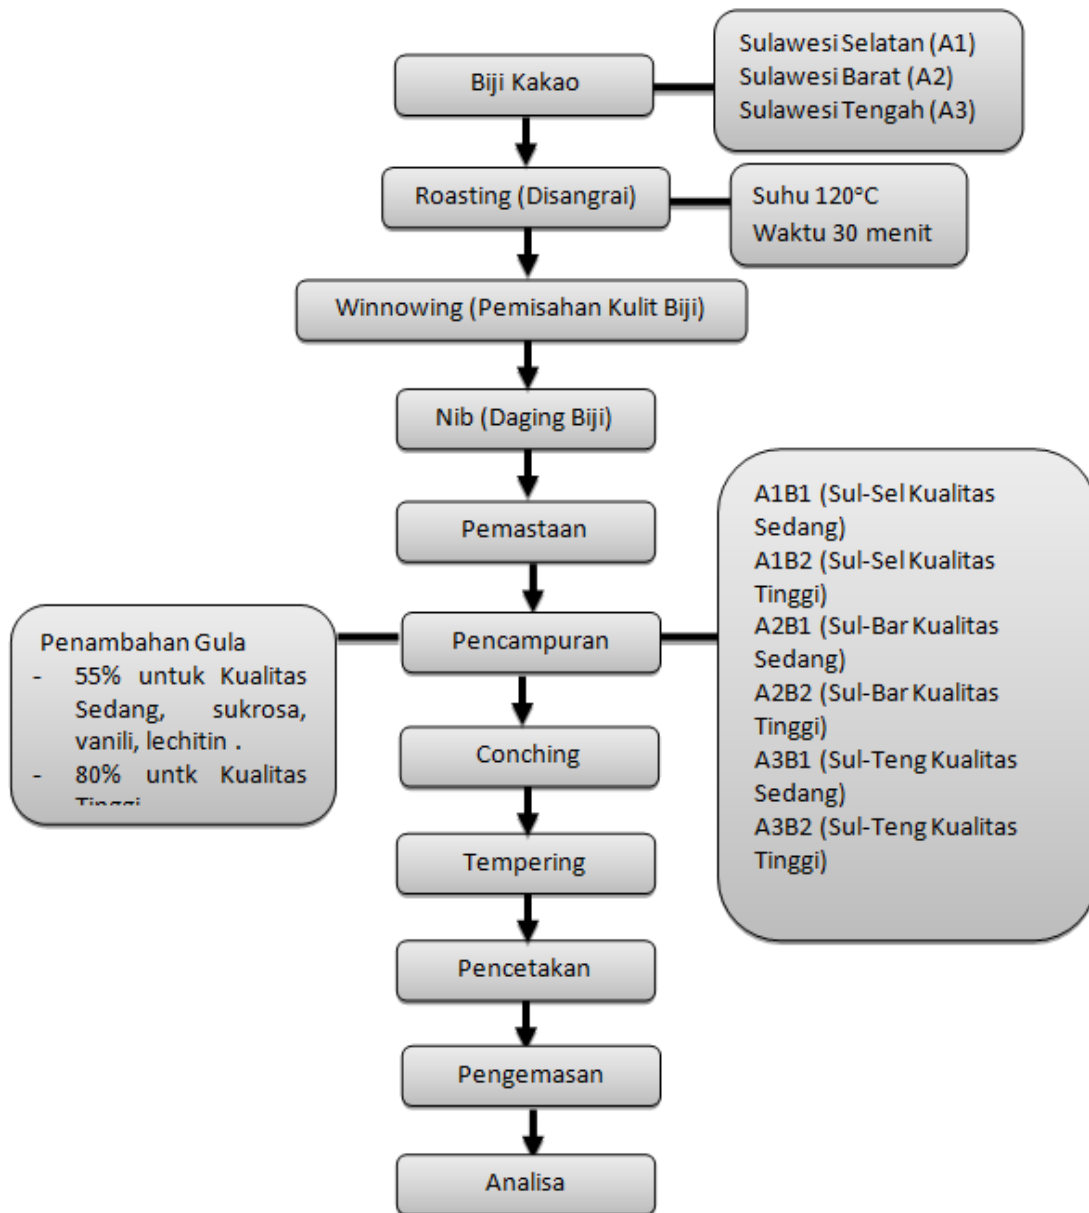 Biji Kakao
Sulawesi Selatan (A1)
Sulawesi Barat (A2)
Sulawesi Tengah (A3)
Roasting (Disangrai)
Suhu 120°C
Waktu 30 menit
Winnowing (Pemisahan Kulit Biji)
Nib (Daging Biji)
Pemastaan
Pencampuran
Penambahan Gula
- 55% untuk Kualitas
Sedang, sukrosa,
vanili, lechitin .
- 80% untk Kualitas
Tinggi
A1B1 (Sul-Sel Kualitas
Sedang)
A1B2 (Sul-Sel Kualitas
Tinggi)
A2B1 (Sul-Bar Kualitas
Sedang)
A2B2 (Sul-Bar Kualitas
Tinggi)
A3B1 (Sul-Teng Kualitas
Sedang)
A3B2 (Sul-Teng Kualitas
Tinggi)
Conching
Tempering
Pencetakan
Pengemasan
Analisa